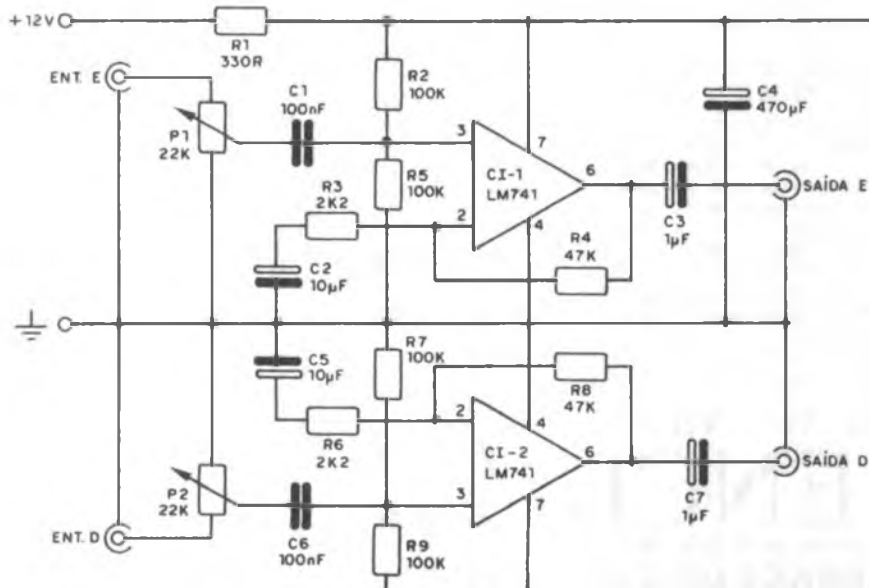 +12V
R1
330R
ENT. E
P1
22K
C1
100nF
R2
100K
R5
100K
R3
2K2
C2
10µF
3
2
7
6
4
CI-1
LM741
R4
47K
C3
1µF
C4
470µF
SAÍDA E
C5
10µF
R6
2K2
R7
100K
R8
47K
2
3
4
6
7
CI-2
LM741
P2
22K
ENT. D
C6
100nF
R9
100K
C7
1µF
SAÍDA D